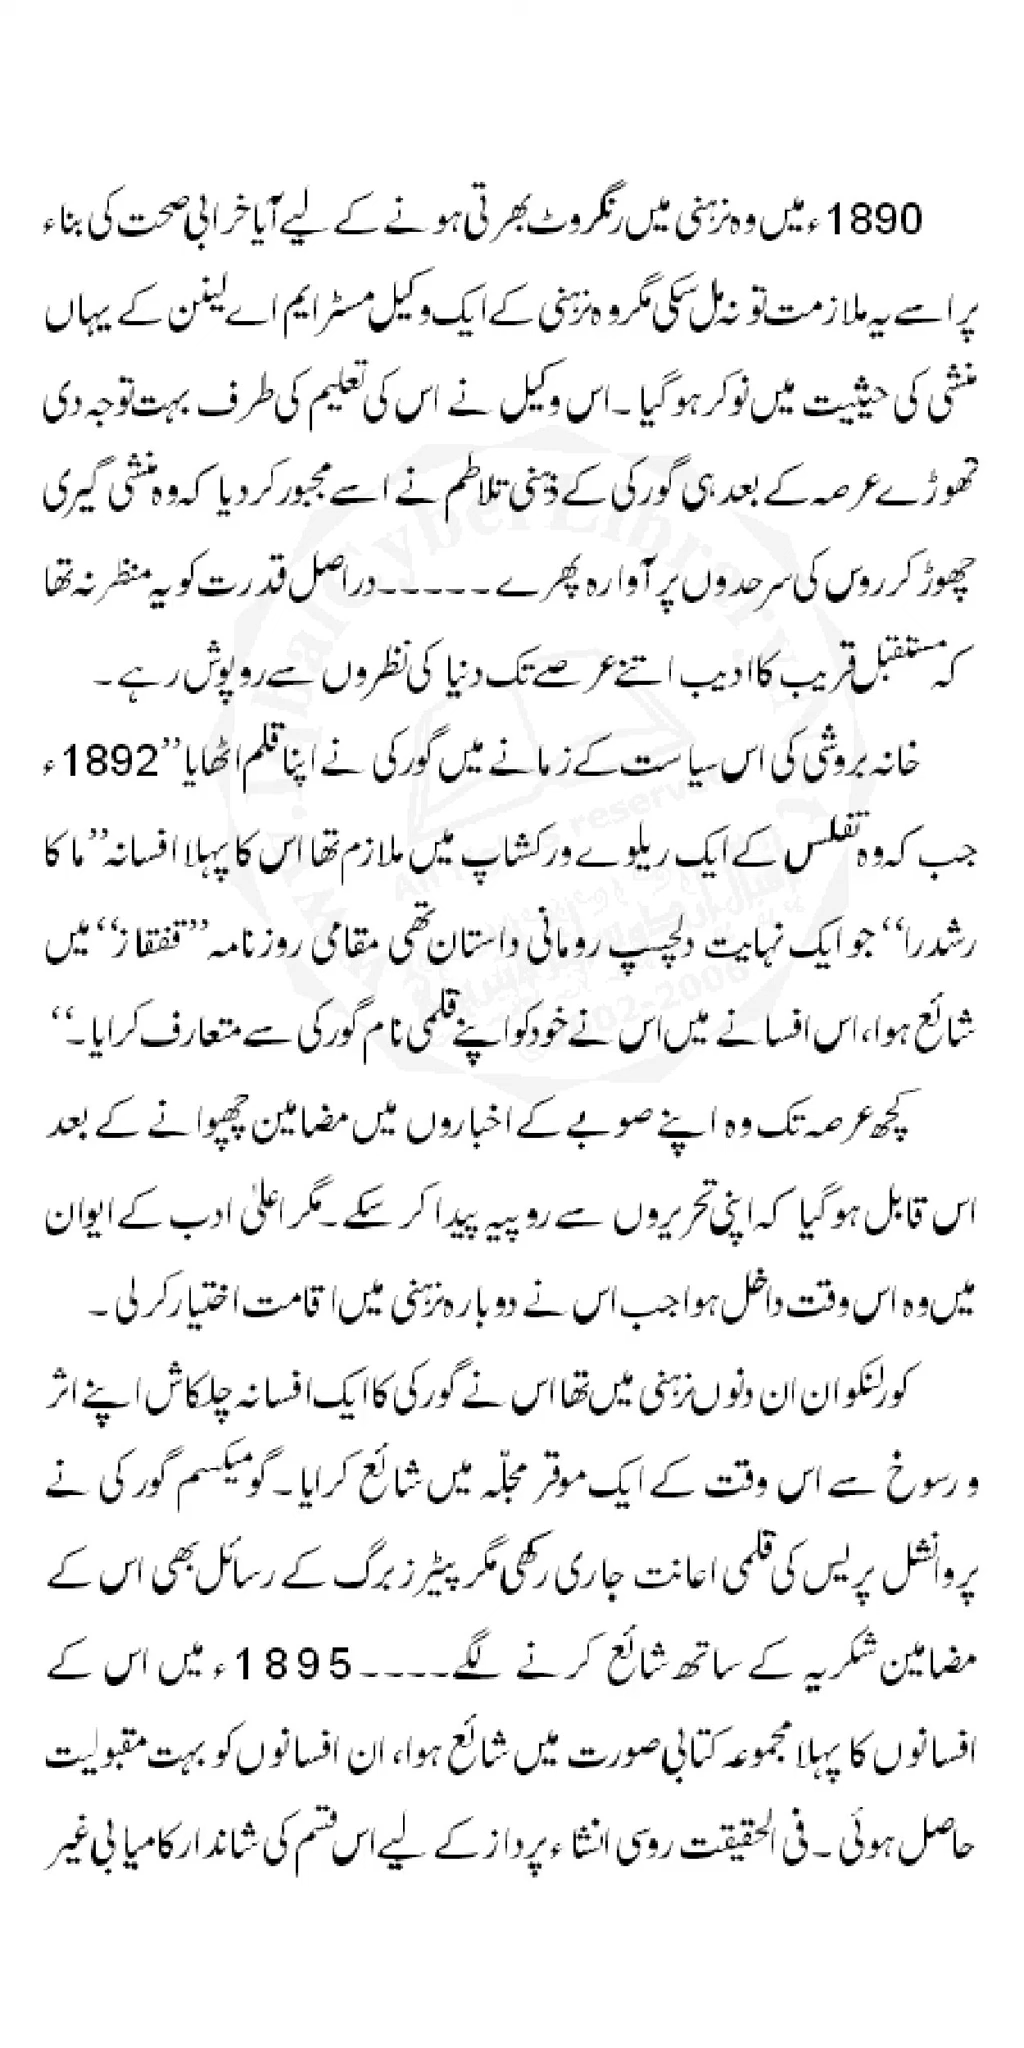 1890ء میں وہ نزہنی میں رنگروٹ بھرتی ہونے کے لیے آیا خرابی صحت کی بناء
پر اسے یہ ملازمت تو نہ مل سکی مگر وہ نزہنی کے ایک وکیل مسٹر ایم اے لینن کے یہاں
منشی کی حیثیت میں نوکر ہوگیا۔ اس وکیل نے اس کی تعلیم کی طرف بہت توجہ دی
تھوڑے عرصہ کے بعد ہی گورکی کے ذہنی تلاطم نے اسے مجبور کردیا کہ وہ منشی گیری
چھوڑ کر روس کی سرحدوں پر آوارہ پھرے ۔۔۔۔۔ دراصل قدرت کو یہ منظر نہ تھا
کہ مستقبل قریب کا ادیب اتنے عرصے تک دنیا کی نظروں سے روپوش رہے۔
خانہ بروشی کی اس سیاست کے زمانے میں گورکی نے اپنا قلم اٹھایا ”1892ء
جب کہ وہ تفلس کے ایک ریلوے ورکشاپ میں ملازم تھا اس کا پہلا افسانہ ”ماکا
رشدرا“ جو ایک نہایت دلچسپ رومانی داستان تھی مقامی روزنامہ ”قفقاز“ میں
شائع ہوا، اس افسانے میں اس نے خود کو اپنے قلمی نام گورکی سے متعارف کرایا۔“
کچھ عرصہ تک وہ اپنے صوبے کے اخباروں میں مضامین چھپوانے کے بعد
اس قابل ہوگیا کہ اپنی تحریروں سے روپیہ پیدا کر سکے۔ مگر اعلیٰ ادب کے ایوان
میں وہ اس وقت داخل ہوا جب اس نے دوبارہ نزہنی میں اقامت اختیار کرلی۔
کورلنکو ان ان دنوں نزہنی میں تھا اس نے گورکی کا ایک افسانہ چلکاش اپنے اثر
و رسوخ سے اس وقت کے ایک موقر مجلّہ میں شائع کرایا۔ گو میکسم گورکی نے
پروانشل پریس کی قلمی اعانت جاری رکھی مگر پیٹرز برگ کے رسائل بھی اس کے
مضامین شکریہ کے ساتھ شائع کرنے لگے۔۔۔۔ 1895ء میں اس کے
افسانوں کا پہلا مجموعہ کتابی صورت میں شائع ہوا، ان افسانوں کو بہت مقبولیت
حاصل ہوئی۔ فی الحقیقت روسی انشاء پرداز کے لیے اس قسم کی شاندار کامیابی غیر